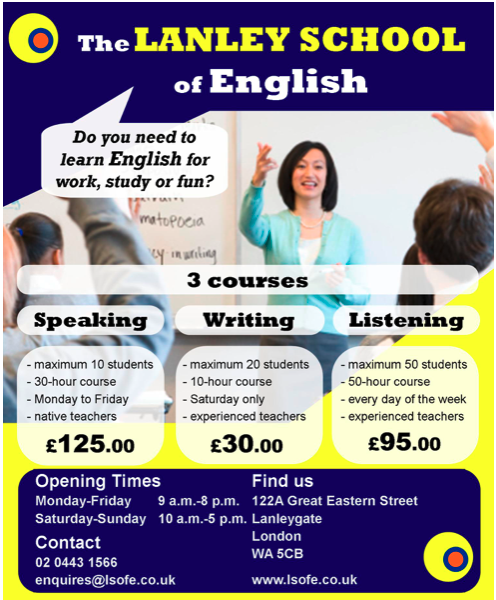 The LANLEY SCHOOL
of English
Do you need to
learn English for
work, study or fun?
matopoeia
in writing
3 courses
Speaking
- maximum 10 students
- 30-hour course
- Monday to Friday
- native teachers
£125.00
Writing
- maximum 20 students
- 10-hour course
- Saturday only
- experienced teachers
£30.00
Listening
- maximum 50 students
- 50-hour course
- every day of the week
- experienced teachers
£95.00
Opening Times
Monday-Friday 9 a.m.-8 p.m.
Saturday-Sunday 10 a.m.-5 p.m.
Contact
02 0443 1566
enquires@lsofe.co.uk
Find us
122A Great Eastern Street
Lanleygate
London
WA 5CB
www.lsofe.co.uk